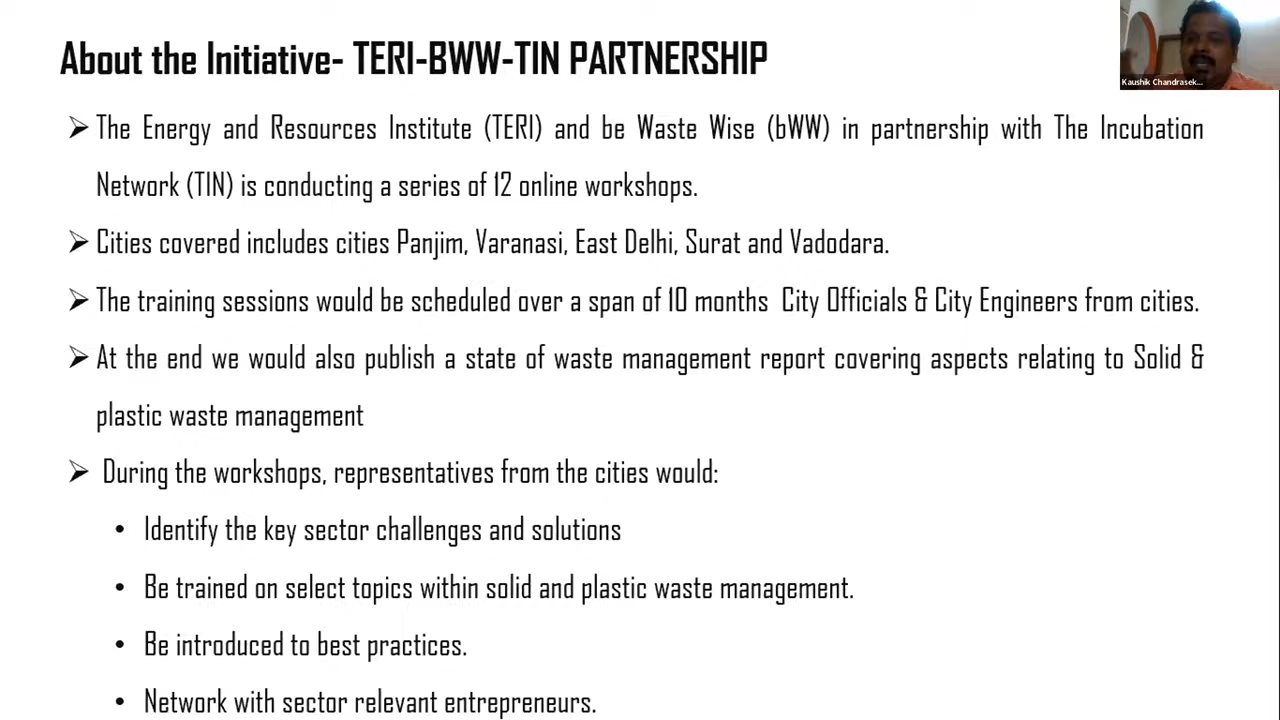 About the Initiative- TERI-BWW-TIN PARTNERSHIP
Kaushik Chandrasek...
➢ The Energy and Resources Institute (TERI) and be Waste Wise (bWW) in partnership with The Incubation
Network (TIN) is conducting a series of 12 online workshops.
➢ Cities covered includes cities Panjim, Varanasi, East Delhi, Surat and Vadodara.
➢ The training sessions would be scheduled over a span of 10 months City Officials & City Engineers from cities.
➢ At the end we would also publish a state of waste management report covering aspects relating to Solid &
plastic waste management
➢ During the workshops, representatives from the cities would:
• Identify the key sector challenges and solutions
• Be trained on select topics within solid and plastic waste management.
• Be introduced to best practices.
• Network with sector relevant entrepreneurs.